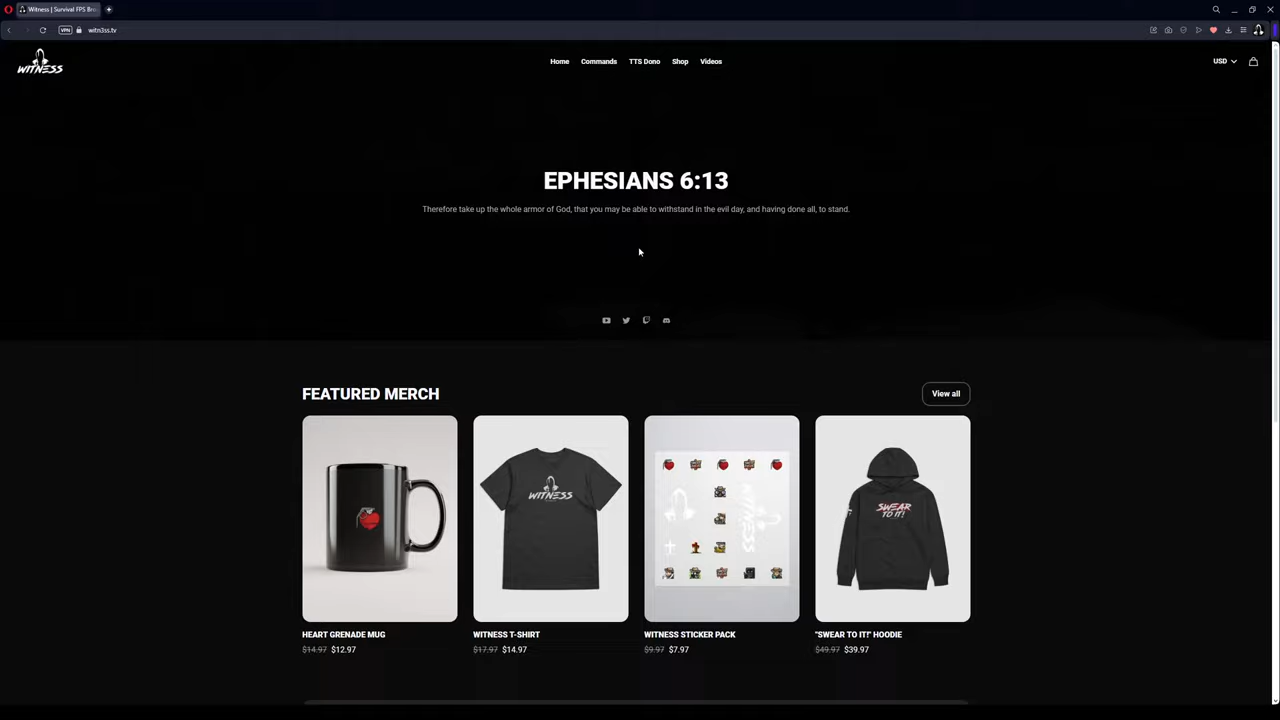 Witness | Survival FPS Bro
VPN
witn3ss.tv
WITNESS
Home Commands TTS Dono Shop Videos
USD
EPHESIANS 6:13
Therefore take up the whole armor of God, that you may be able to withstand in the evil day, and having done all, to stand.
FEATURED MERCH
View all
WITNESS
WITNESS
SWEAR
TO IT!
HEART GRENADE MUG
$14.97 $12.97
WITNESS T-SHIRT
$17.97 $14.97
WITNESS STICKER PACK
$9.97 $7.97
"SWEAR TO IT!" HOODIE
$49.97 $39.97